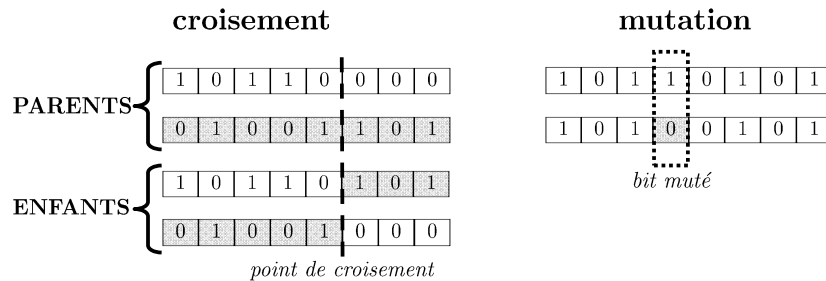 croisement
mutation
PARENTS
1 0 1 1 0 0 0 0
0 1 0 0 1 1 0 1
ENFANTS
1 0 1 1 0 1 0 1
0 1 0 0 1 0 0 0
point de croisement
1 0 1 1 0 1 0 1
1 0 1 0 0 1 0 1
bit muté